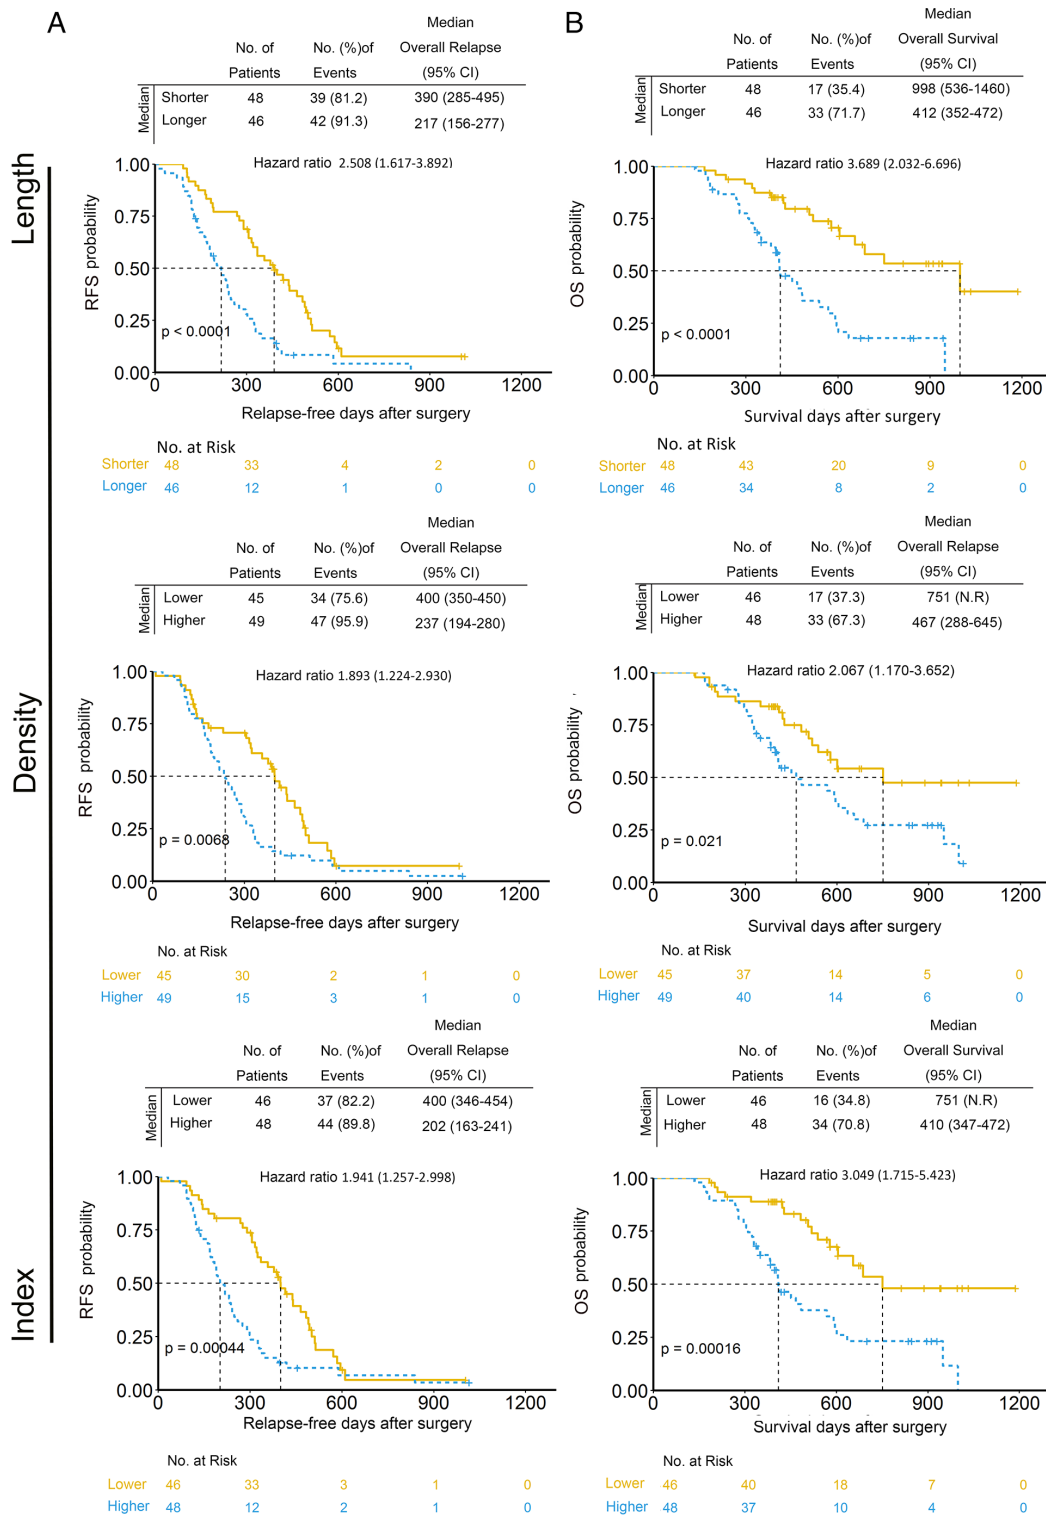 A
Median
No. of No. (%)of Overall Relapse
Patients Events (95% CI)
Median
Shorter 48 39 (81.2) 390 (285-495)
Longer 46 42 (91.3) 217 (156-277)
Length
Hazard ratio 2.508 (1.617-3.892)
RFS probability
1.00
0.75
0.50
0.25
0.00
p < 0.0001
0 300 600 900 1200
Relapse-free days after surgery
No. at Risk
Shorter 48 33 4 2 0
Longer 46 12 1 0 0
B
Median
No. of No. (%)of Overall Survival
Patients Events (95% CI)
Median
Shorter 48 17 (35.4) 998 (536-1460)
Longer 46 33 (71.7) 412 (352-472)
Hazard ratio 3.689 (2.032-6.696)
OS probability
1.00
0.75
0.50
0.25
0.00
p < 0.0001
0 300 600 900 1200
Survival days after surgery
No. at Risk
Shorter 48 43 20 9 0
Longer 46 34 8 2 0
Median
No. of No. (%)of Overall Relapse
Patients Events (95% CI)
Median
Lower 45 34 (75.6) 400 (350-450)
Higher 49 47 (95.9) 237 (194-280)
Density
Hazard ratio 1.893 (1.224-2.930)
RFS probability
1.00
0.75
0.50
0.25
0.00
p = 0.0068
0 300 600 900 1200
Relapse-free days after surgery
No. at Risk
Lower 45 30 2 1 0
Higher 49 15 3 1 0
Median
No. of No. (%)of Overall Relapse
Patients Events (95% CI)
Median
Lower 46 17 (37.3) 751 (N.R)
Higher 48 33 (67.3) 467 (288-645)
Hazard ratio 2.067 (1.170-3.652)
OS probability
1.00
0.75
0.50
0.25
0.00
p = 0.021
0 300 600 900 1200
Survival days after surgery
No. at Risk
Lower 45 37 14 5 0
Higher 49 40 14 6 0
Median
No. of No. (%)of Overall Relapse
Patients Events (95% CI)
Median
Lower 46 37 (82.2) 400 (346-454)
Higher 48 44 (89.8) 202 (163-241)
Index
Hazard ratio 1.941 (1.257-2.998)
RFS probability
1.00
0.75
0.50
0.25
0.00
p = 0.00044
0 300 600 900 1200
Relapse-free days after surgery
No. at Risk
Lower 46 33 3 1 0
Higher 48 12 2 1 0
Median
No. of No. (%)of Overall Survival
Patients Events (95% CI)
Median
Lower 46 16 (34.8) 751 (N.R)
Higher 48 34 (70.8) 410 (347-472)
Hazard ratio 3.049 (1.715-5.423)
OS probability
1.00
0.75
0.50
0.25
0.00
p = 0.00016
0 300 600 900 1200
Survival days after surgery
No. at Risk
Lower 46 40 18 7 0
Higher 48 37 10 4 0